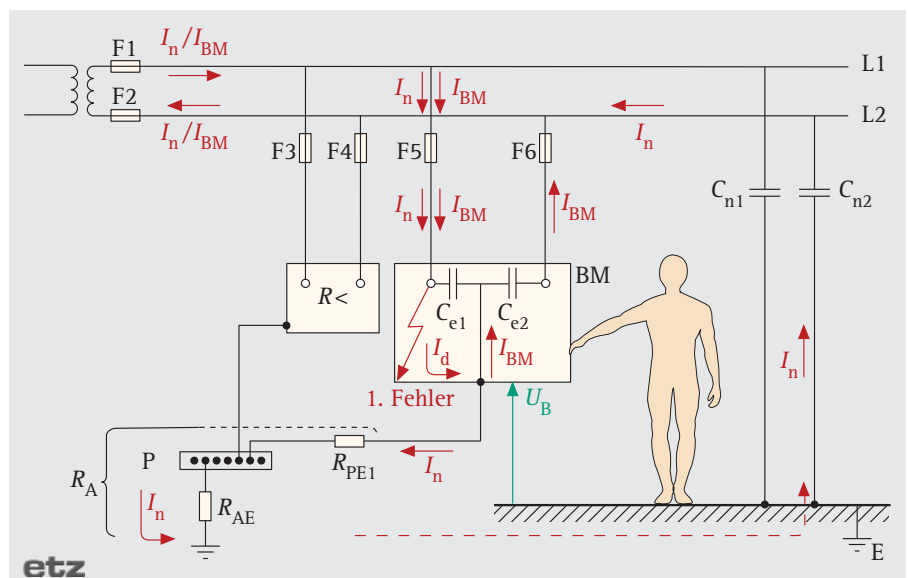 In/IBM
F1
L1
F2
In
IBM
In
L2
In/IBM
F3
F4
F5
F6
Cn1
Cn2
In
IBM
IBM
BM
R<
Ce1
Ce2
Id
IBM
In
1. Fehler
UB
P
RPE1
In
RA
In
RAE
E
etz